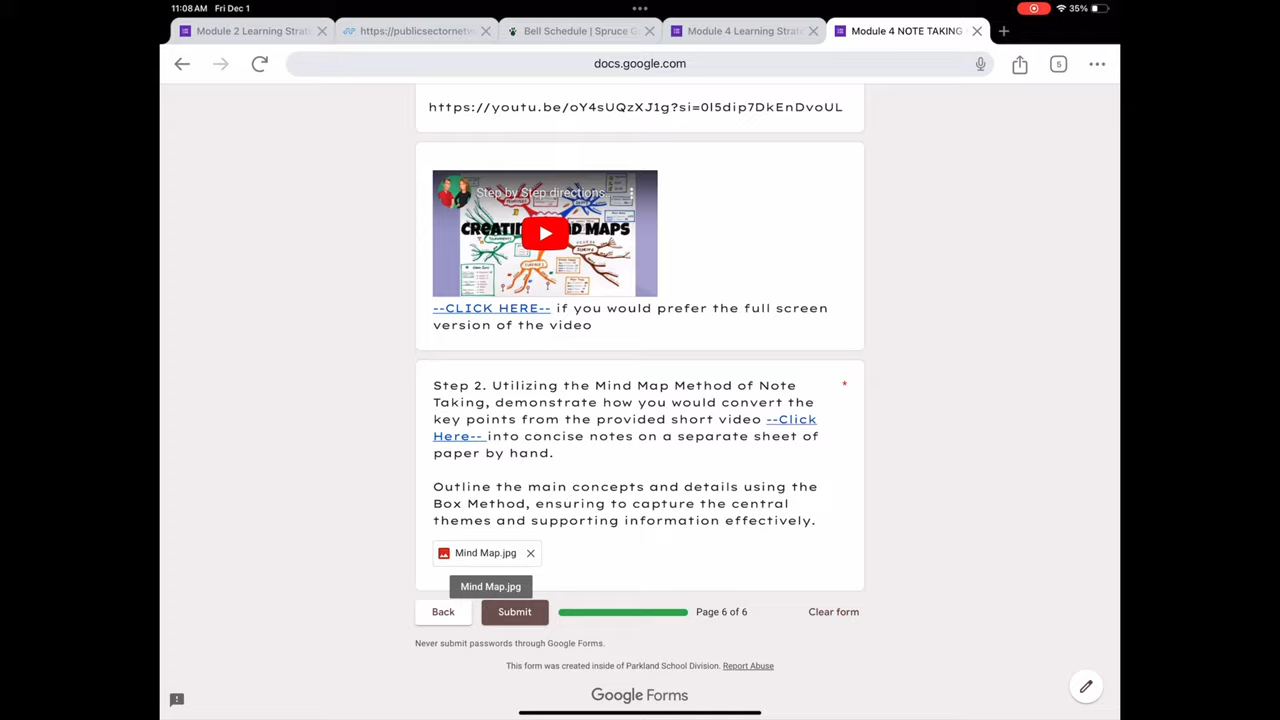 11:08 AM Fri Dec 1
35%
Module 2 Learning Strat
https://publicsectornetw
Bell Schedule | Spruce G
Module 4 Learning Strat
Module 4 NOTE TAKING
docs.google.com
5
https://youtu.be/oY4sUQzXJ1g?si=0l5dip7DkEnDvoUL
Step by Step directions
CREATING MIND MAPS
--CLICK HERE-- if you would prefer the full screen
version of the video
Step 2. Utilizing the Mind Map Method of Note *
Taking, demonstrate how you would convert the
key points from the provided short video --Click
Here-- into concise notes on a separate sheet of
paper by hand.
Outline the main concepts and details using the
Box Method, ensuring to capture the central
themes and supporting information effectively.
Mind Map.jpg
Mind Map.jpg
Back
Submit
Page 6 of 6
Clear form
Never submit passwords through Google Forms.
This form was created inside of Parkland School Division. Report Abuse
Google Forms